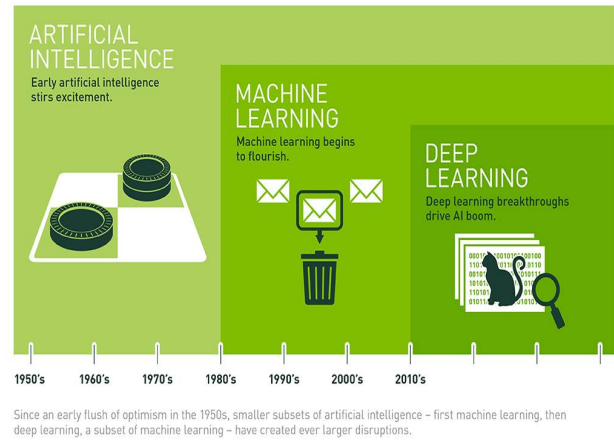 ARTIFICIAL
INTELLIGENCE
Early artificial intelligence
stirs excitement.
MACHINE
LEARNING
Machine learning begins
to flourish.
DEEP
LEARNING
Deep learning breakthroughs
drive AI boom.
1950's 1960's 1970's 1980's 1990's 2000's 2010's
Since an early flush of optimism in the 1950s, smaller subsets of artificial intelligence – first machine learning, then
deep learning, a subset of machine learning – have created ever larger disruptions.